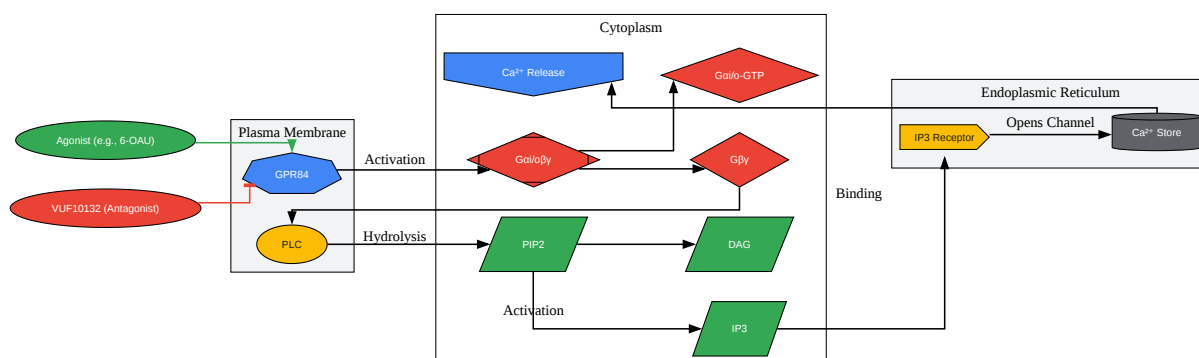 Cytoplasm
Ca²⁺ Release
Gαi/o-GTP
Endoplasmic Reticulum
Opens Channel
IP3 Receptor
Ca²⁺ Store
Agonist (e.g., 6-OAU)
Plasma Membrane
GPR84
Activation
Gαi/oβγ
Gβγ
VUF10132 (Antagonist)
Binding
PLC
Hydrolysis
PIP2
DAG
Activation
IP3